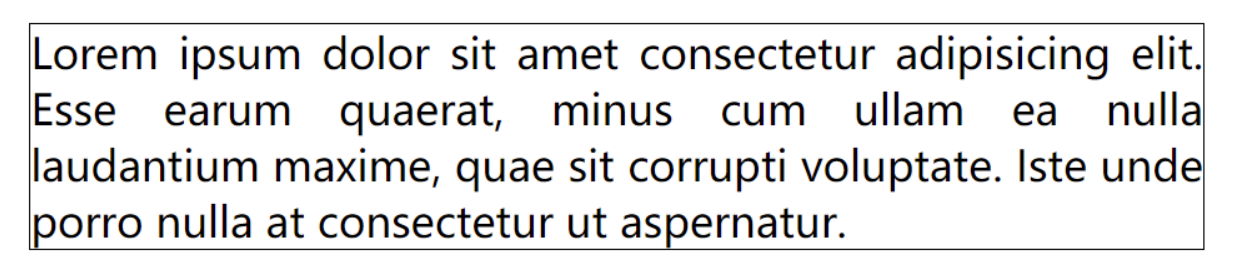 Lorem ipsum dolor sit amet consectetur adipisicing elit.
Esse earum quaerat, minus cum ullam ea nulla
laudantium maxime, quae sit corrupti voluptate. Iste unde
porro nulla at consectetur ut aspernatur.